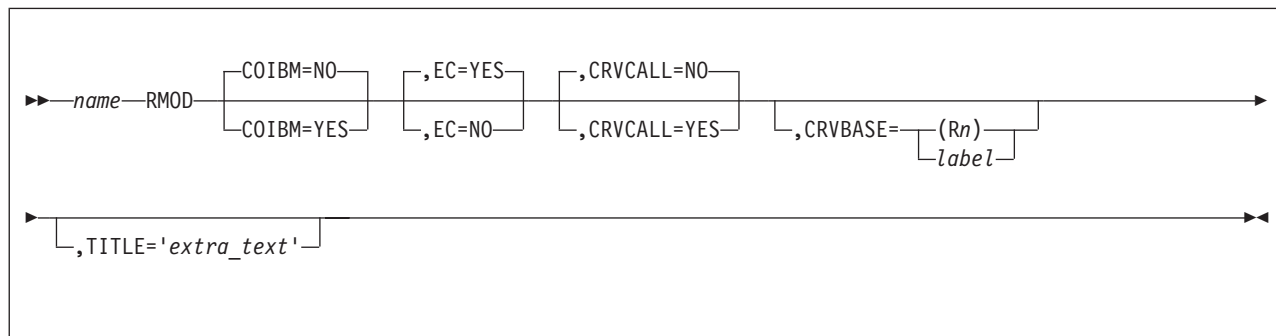 COIBM=NO ,EC=YES ,CRVCALL=NO
name RMOD
COIBM=YES ,EC=NO ,CRVCALL=YES ,CRVBASE= (Rn)
label
,TITLE='extra_text'